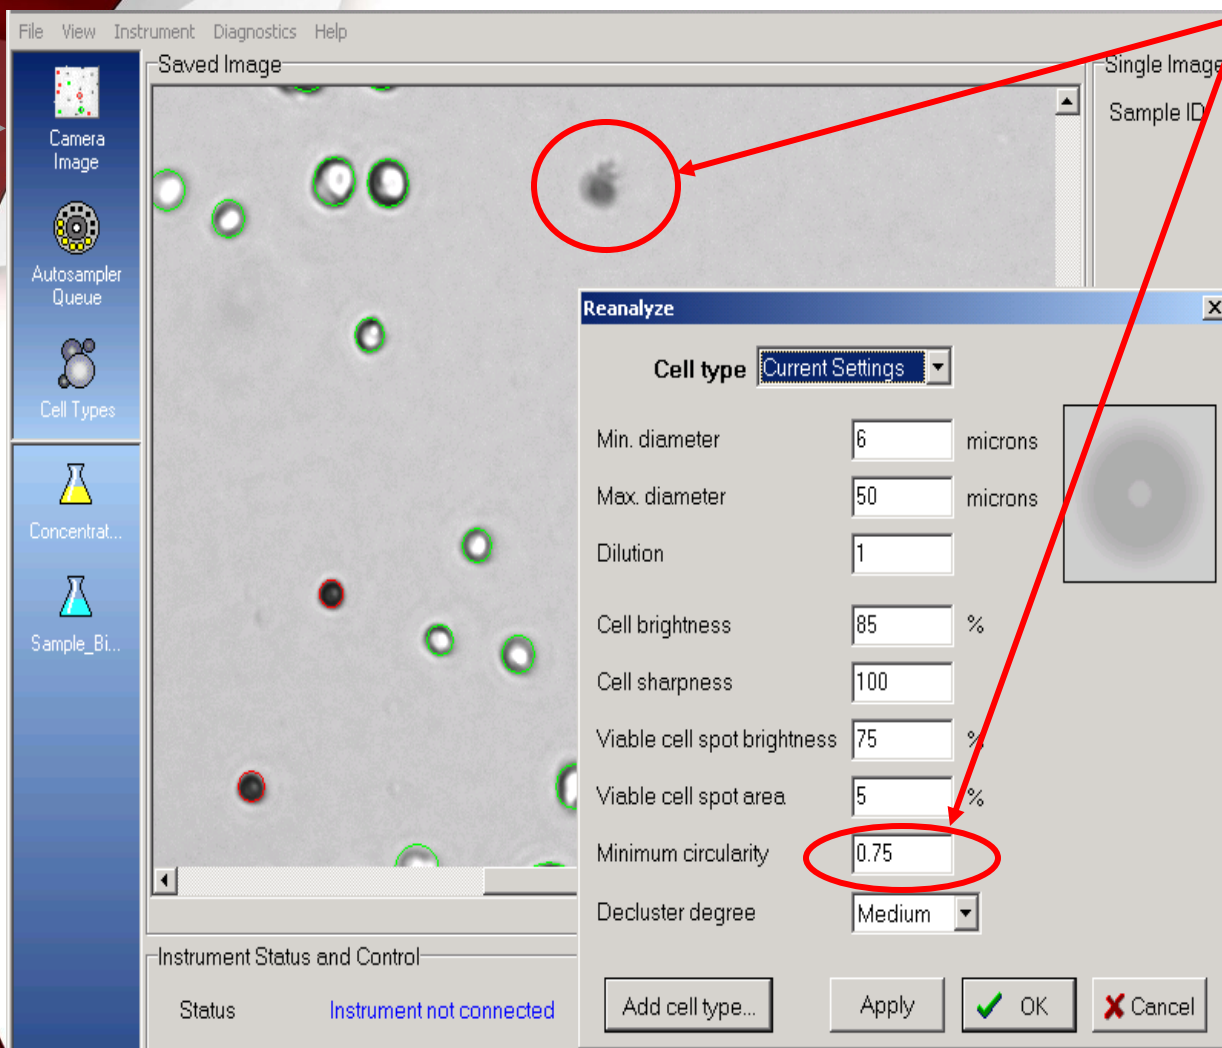 File View Instrument Diagnostics Help
Saved Image
Single Image
Sample ID
Camera
Image
Autosampler
Queue
Cell Types
Concentrat...
Sample_Bi...
Reanalyze
Cell type Current Settings
Min. diameter 6 microns
Max. diameter 50 microns
Dilution 1
Cell brightness 85 %
Cell sharpness 100
Viable cell spot brightness 75 %
Viable cell spot area 5 %
Minimum circularity 0.75
Decluster degree Medium
Add cell type... Apply OK Cancel
Instrument Status and Control
Status Instrument not connected